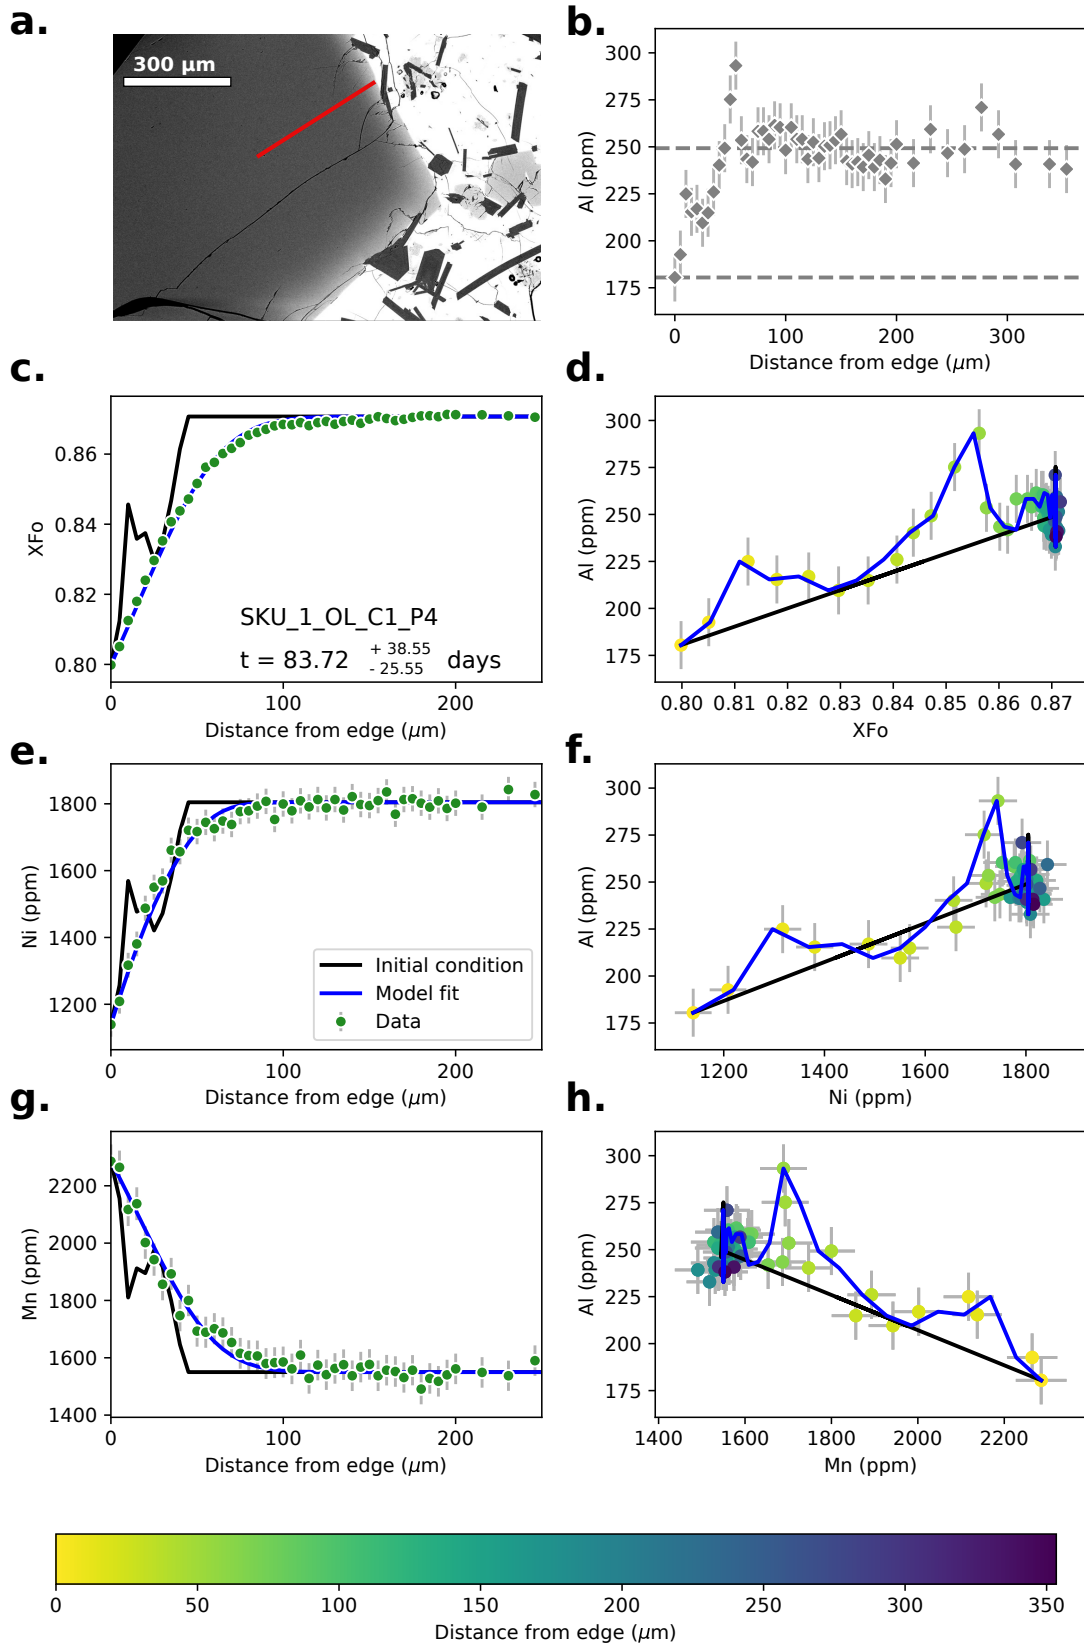 a.
300 µm
b.
300
275
250
225
200
175
Al (ppm)
0
100
200
300
Distance from edge (µm)
c.
0.86
0.84
0.82
0.80
XFo
SKU_1_OL_C1_P4
t = 83.72 + 38.55 - 25.55 days
0
100
200
Distance from edge (µm)
d.
300
275
250
225
200
175
Al (ppm)
0.80
0.81
0.82
0.83
0.84
0.85
0.86
0.87
XFo
e.
1800
1600
1400
1200
Ni (ppm)
Initial condition
Model fit
Data
0
100
200
Distance from edge (µm)
f.
300
275
250
225
200
175
Al (ppm)
1200
1400
1600
1800
Ni (ppm)
g.
2200
2000
1800
1600
1400
Mn (ppm)
0
100
200
Distance from edge (µm)
h.
300
275
250
225
200
175
Al (ppm)
1400
1600
1800
2000
2200
Mn (ppm)
0
50
100
150
200
250
300
350
Distance from edge (µm)